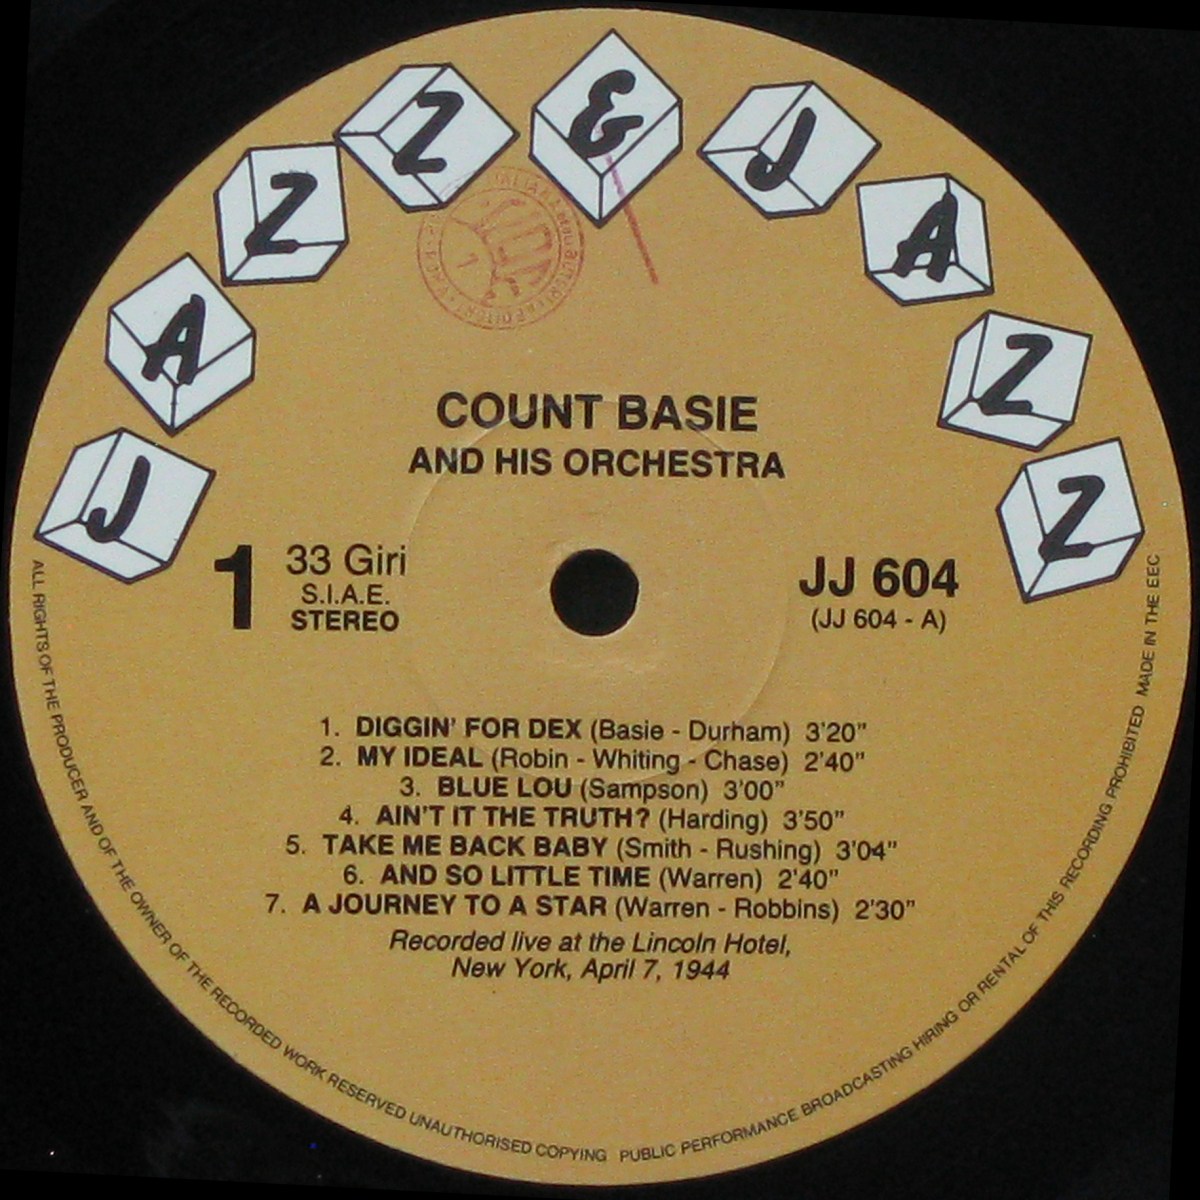 JAZZ & JAZZ
COUNT BASIE
AND HIS ORCHESTRA
1
33 Giri
S.I.A.E.
STEREO
JJ 604
(JJ 604 - A)
1. DIGGIN' FOR DEX (Basie - Durham) 3'20"
2. MY IDEAL (Robin - Whiting - Chase) 2'40"
3. BLUE LOU (Sampson) 3'00"
4. AIN'T IT THE TRUTH? (Harding) 3'50"
5. TAKE ME BACK BABY (Smith - Rushing) 3'04"
6. AND SO LITTLE TIME (Warren) 2'40"
7. A JOURNEY TO A STAR (Warren - Robbins) 2'30"
Recorded live at the Lincoln Hotel,
New York, April 7, 1944
ALL RIGHTS OF THE PRODUCER AND OF THE OWNER OF THE RECORDED WORK RESERVED UNAUTHORISED COPYING PUBLIC PERFORMANCE BROADCASTING HIRING OR RENTAL OF THIS RECORDING PROHIBITED MADE IN THE EEC